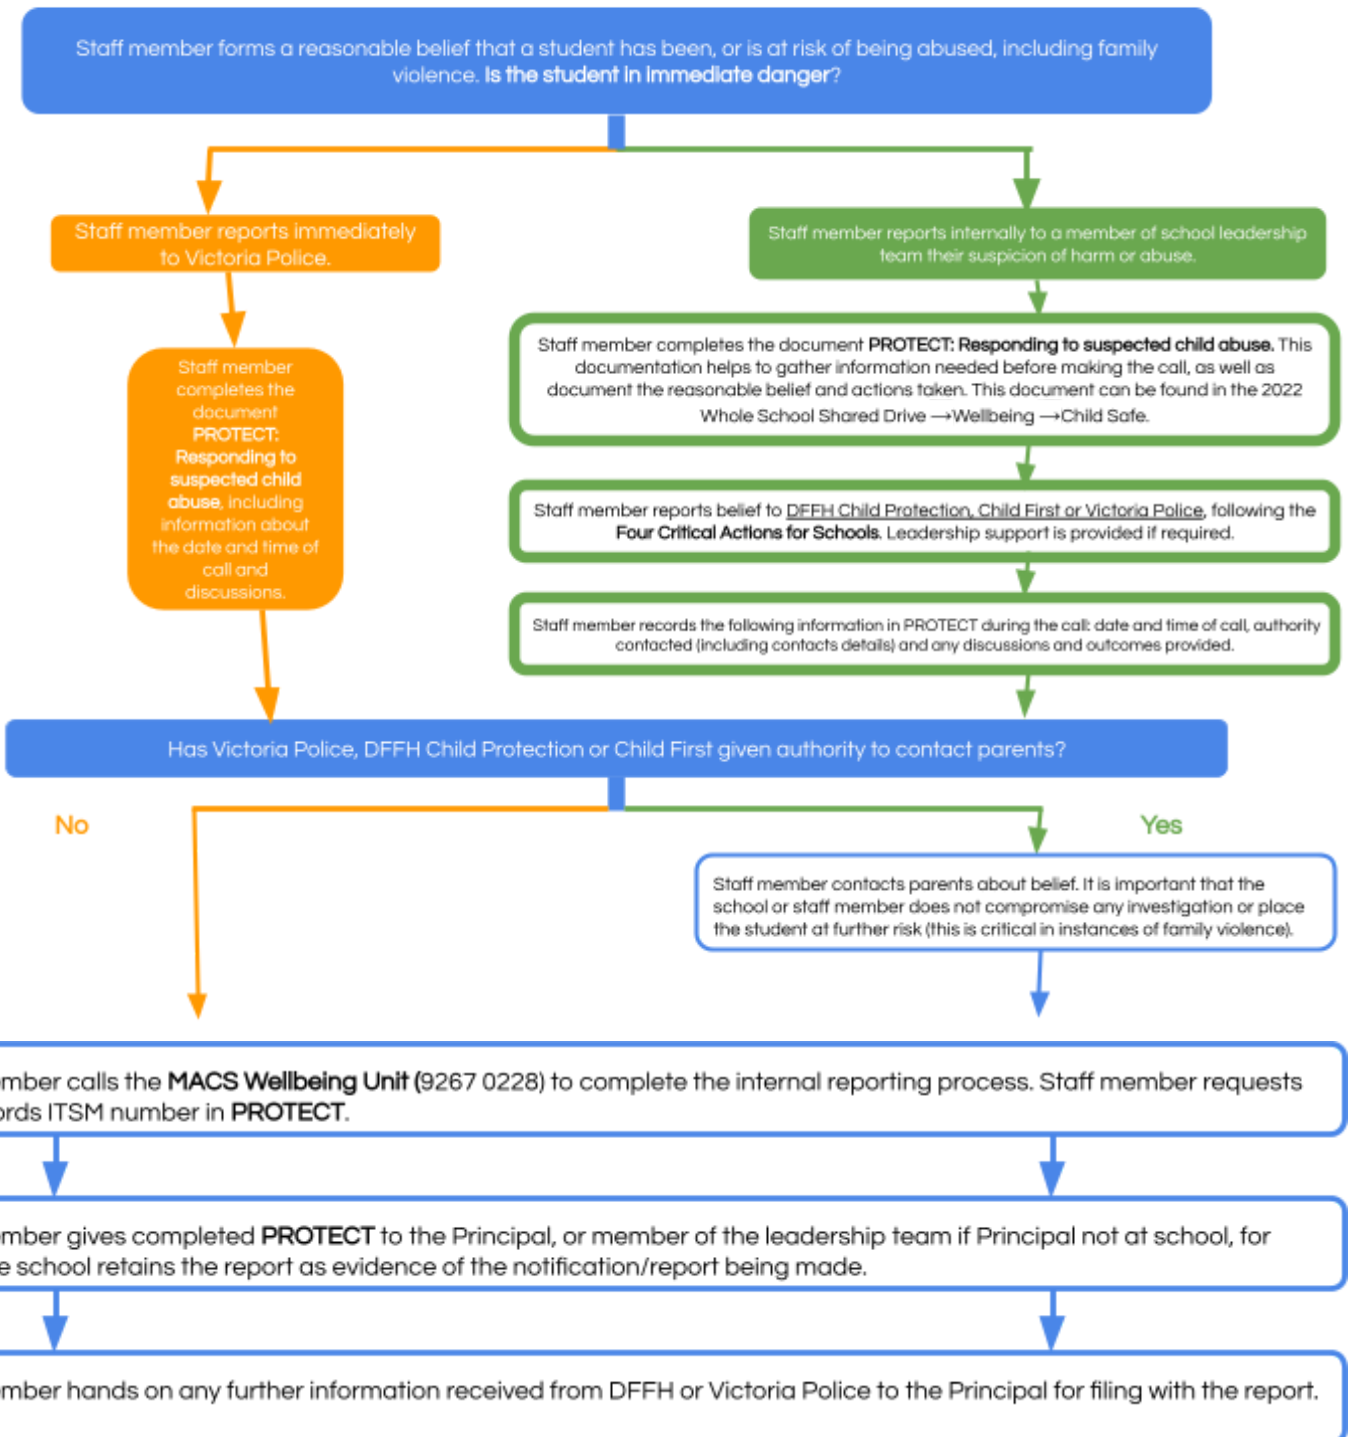 Staff member forms a reasonable belief that a student has been, or is at risk of being abused, including family
violence. Is the student in immediate danger?
Staff member reports immediately
to Victoria Police.
Staff member reports internally to a member of school leadership
team their suspicion of harm or abuse.
Staff member
completes the
document
PROTECT:
Responding to
suspected child
abuse, including
information about
the date and time of
call and
discussions.
Staff member completes the document PROTECT: Responding to suspected child abuse. This
documentation helps to gather information needed before making the call, as well as
document the reasonable belief and actions taken. This document can be found in the 2022
Whole School Shared Drive →Wellbeing →Child Safe.
Staff member reports belief to DFFH Child Protection, Child First or Victoria Police, following the
Four Critical Actions for Schools. Leadership support is provided if required.
Staff member records the following information in PROTECT during the call: date and time of call, authority
contacted (including contacts details) and any discussions and outcomes provided.
Has Victoria Police, DFFH Child Protection or Child First given authority to contact parents?
No
Yes
Staff member contacts parents about belief. It is important that the
school or staff member does not compromise any investigation or place
the student at further risk (this is critical in instances of family violence).
mber calls the MACS Wellbeing Unit (9267 0228) to complete the internal reporting process. Staff member requests
ords ITSM number in PROTECT.
mber gives completed PROTECT to the Principal, or member of the leadership team if Principal not at school, for
e school retains the report as evidence of the notification/report being made.
mber hands on any further information received from DFFH or Victoria Police to the Principal for filing with the report.